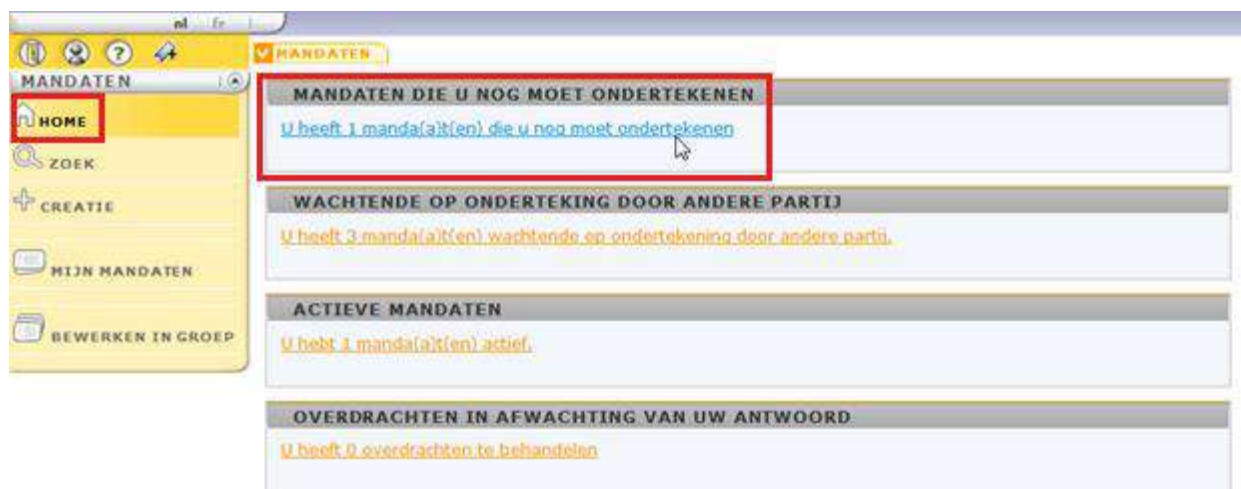 nl fr
?
MANDATEN
MANDATEN
HOME
ZOEK
CREATIE
MIJN MANDATEN
BEWERKEN IN GROEP
MANDATEN DIE U NOG MOET ONDERTEKENEN
U heeft 1 manda(a)t(en) die u nog moet ondertekenen
WACHTENDE OP ONDERTEKING DOOR ANDERE PARTIJ
U heeft 3 manda(a)t(en) wachtende op ondertekening door andere partij.
ACTIEVE MANDATEN
U hebt 1 manda(a)t(en) actief.
OVERDRACHTEN IN AFWACHTING VAN UW ANTWOORD
U heeft 0 overdrachten te behandelen